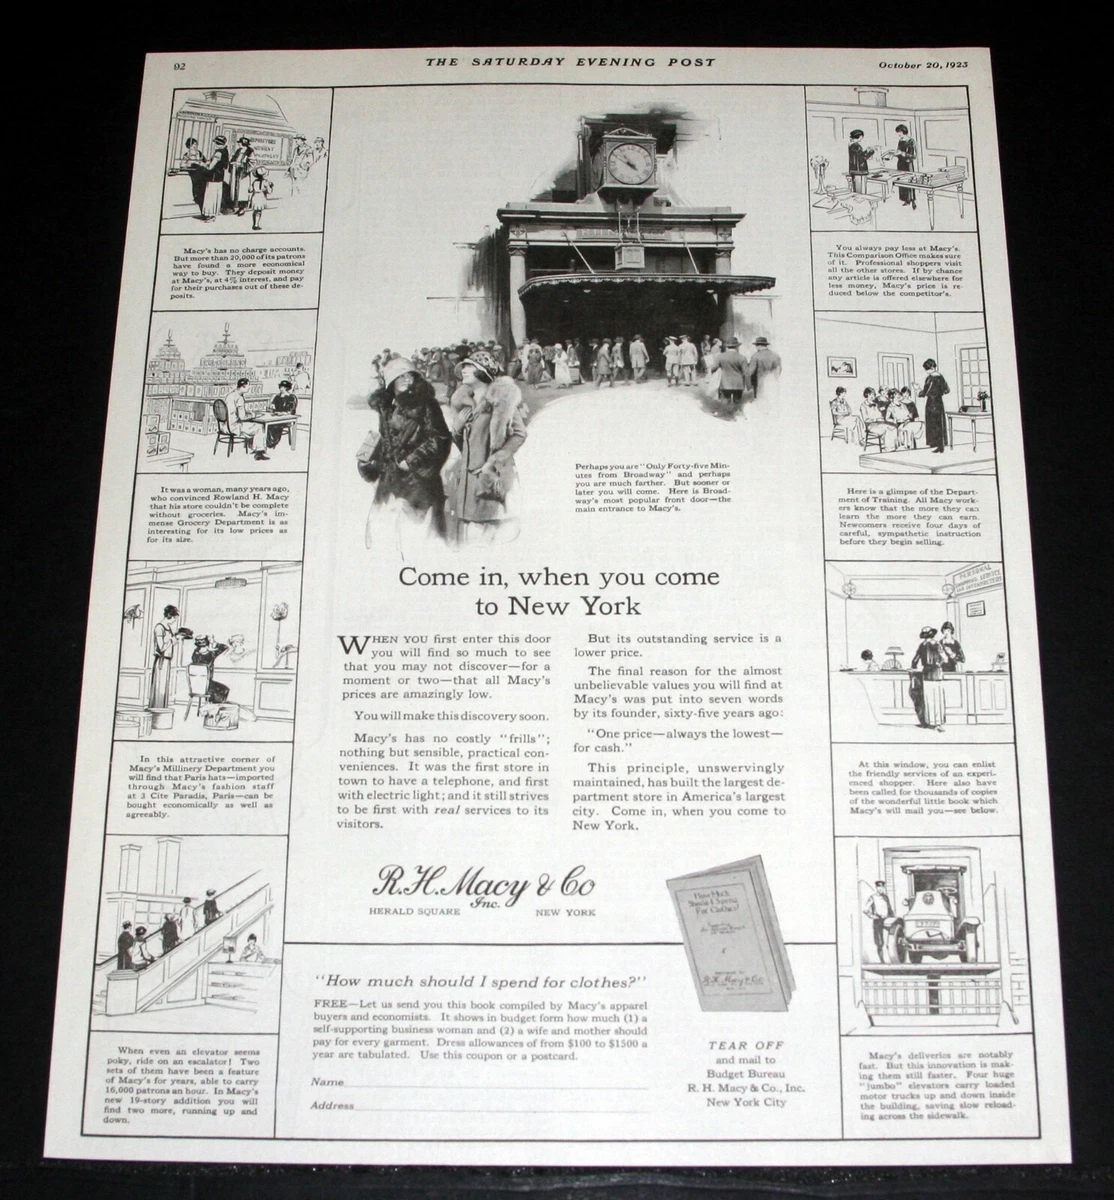 92
THE SATURDAY EVENING POST
October 20, 1923
Macy's has no charge accounts.
But more than 20,000 of its patrons
have found a more economical
way to buy. They deposit money
at Macy's, at 4% interest, and pay
for their purchases out of these de-
posits.
It was a woman, many years ago,
who convinced Rowland H. Macy
that his store couldn't be complete
without groceries. Macy's im-
mense Grocery Department is as
interesting for its low prices as
for its size.
In this attractive corner of
Macy's Millinery Department you
will find that Paris hats—imported
through Macy's fashion staff
at 3 Cite Paradis, Paris—can be
bought economically as well as
agreeably.
When even an elevator seems
poky, ride on an escalator! Two
sets of them have been a feature
of Macy's for years, able to carry
16,000 patrons an hour. In Macy's
new 19-story addition you will
find two more, running up and
down.
Perhaps you are "Only Forty-five Min-
utes from Broadway" and perhaps
you are much farther. But sooner or
later you will come. Here is Broad-
way's most popular front door—the
main entrance to Macy's.
Come in, when you come
to New York
WHEN YOU first enter this door
you will find so much to see
that you may not discover—for a
moment or two—that all Macy's
prices are amazingly low.
You will make this discovery soon.
Macy's has no costly "frills";
nothing but sensible, practical con-
veniences. It was the first store in
town to have a telephone, and first
with electric light; and it still strives
to be first with real services to its
visitors.
But its outstanding service is a
lower price.
The final reason for the almost
unbelievable values you will find at
Macy's was put into seven words
by its founder, sixty-five years ago:
"One price—always the lowest—
for cash."
This principle, unswervingly
maintained, has built the largest de-
partment store in America's largest
city. Come in, when you come to
New York.
R. H. Macy & Co
Inc.
HERALD SQUARE NEW YORK
How Much
Should I Spend
For Clothes?
R. H. Macy & Co.
"How much should I spend for clothes?"
FREE—Let us send you this book compiled by Macy's apparel
buyers and economists. It shows in budget form how much (1) a
self-supporting business woman and (2) a wife and mother should
pay for every garment. Dress allowances of from $100 to $1500 a
year are tabulated. Use this coupon or a postcard.
Name
Address
TEAR OFF
and mail to
Budget Bureau
R. H. Macy & Co., Inc.
New York City
You always pay less at Macy's.
This Comparison Office makes sure
of it. Professional shoppers visit
all the other stores. If by chance
any article is offered elsewhere for
less money, Macy's price is re-
duced below the competitor's.
Here is a glimpse of the Depart-
ment of Training. All Macy work-
ers know that the more they can
learn the more they can earn.
Newcomers receive four days of
careful, sympathetic instruction
before they begin selling.
PERSONAL
SHOPPING SERVICE
At this window, you can enlist
the friendly services of an experi-
enced shopper. Here also have
been called for thousands of copies
of the wonderful little book which
Macy's will mail you—see below.
Macy's deliveries are notably
fast. But this innovation is mak-
ing them still faster. Four huge
"jumbo" elevators carry loaded
motor trucks up and down inside
the building, saving slow reload-
ing across the sidewalk.